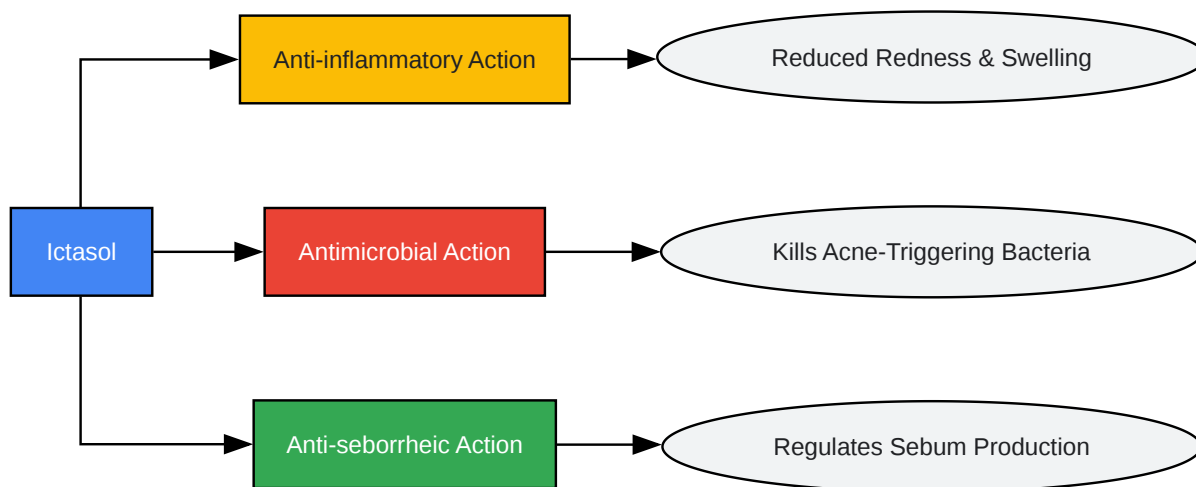 Anti-inflammatory Action
Reduced Redness & Swelling
Ictasol
Antimicrobial Action
Kills Acne-Triggering Bacteria
Anti-seborrheic Action
Regulates Sebum Production